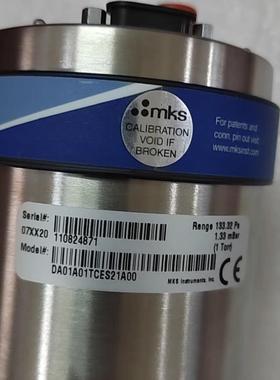 mks
CALIBRATION
VOID IF
BROKEN
For patents and
conn, pin out visit
www.mksinst.com
Serial#:
07XX20 110824871
Model#:
DA01A01TCES21A00
Range 133.32 Pa
1.33 mBar
(1 Torr)
MKS Instruments, Inc.
CE